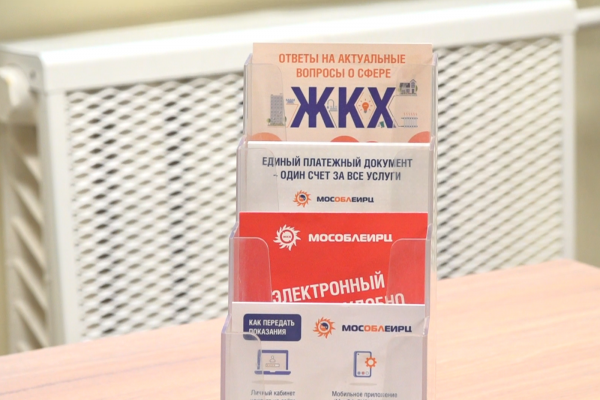 ОТВЕТЫ НА АКТУАЛЬНЫЕ
ВОПРОСЫ О СФЕРЕ
ЖКХ
ЕДИНЫЙ ПЛАТЕЖНЫЙ ДОКУМЕНТ
- ОДИН СЧЕТ ЗА ВСЕ УСЛУГИ
МОСОБЛЕИРЦ
МОСОБЛЕИРЦ
ЭЛЕКТРОННЫЙ
КАК ПЕРЕДАТЬ
ПОКАЗАНИЯ
МОСОБЛЕИРЦ
Личный кабинет
Мобильное приложение